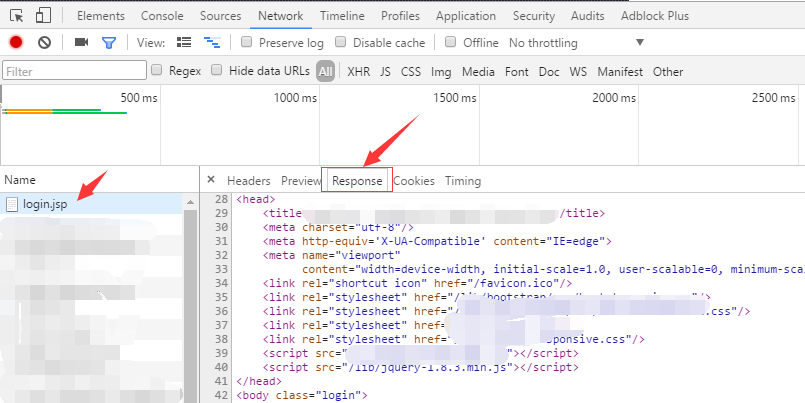 Elements Console Sources Network Timeline Profiles Application Security Audits Adblock Plus
View: Preserve log Disable cache Offline No throttling
Filter Regex Hide data URLs All XHR JS CSS Img Media Font Doc WS Manifest Other
500 ms 1000 ms 1500 ms 2000 ms 2500 ms
Name × Headers Preview Response Cookies Timing
login.jsp
28 <head>
29 <title /title>
30 <meta charset="utf-8"/>
31 <meta http-equiv='X-UA-Compatible' content="IE=edge">
32 <meta name="viewport"
33 content="width=device-width, initial-scale=1.0, user-scalable=0, minimum-sca
34 <link rel="shortcut icon" href="/favicon.ico"/>
35 <link rel="stylesheet" href="/lib/bootstrap/ "/>
36 <link rel="stylesheet" href="/ .css"/>
37 <link rel="stylesheet" href=
38 <link rel="stylesheet" href="/ sponsive.css"/>
39 <script src=" "></script>
40 <script src="/lib/jquery-1.8.3.min.js"></script>
41 </head>
42 <body class="login">